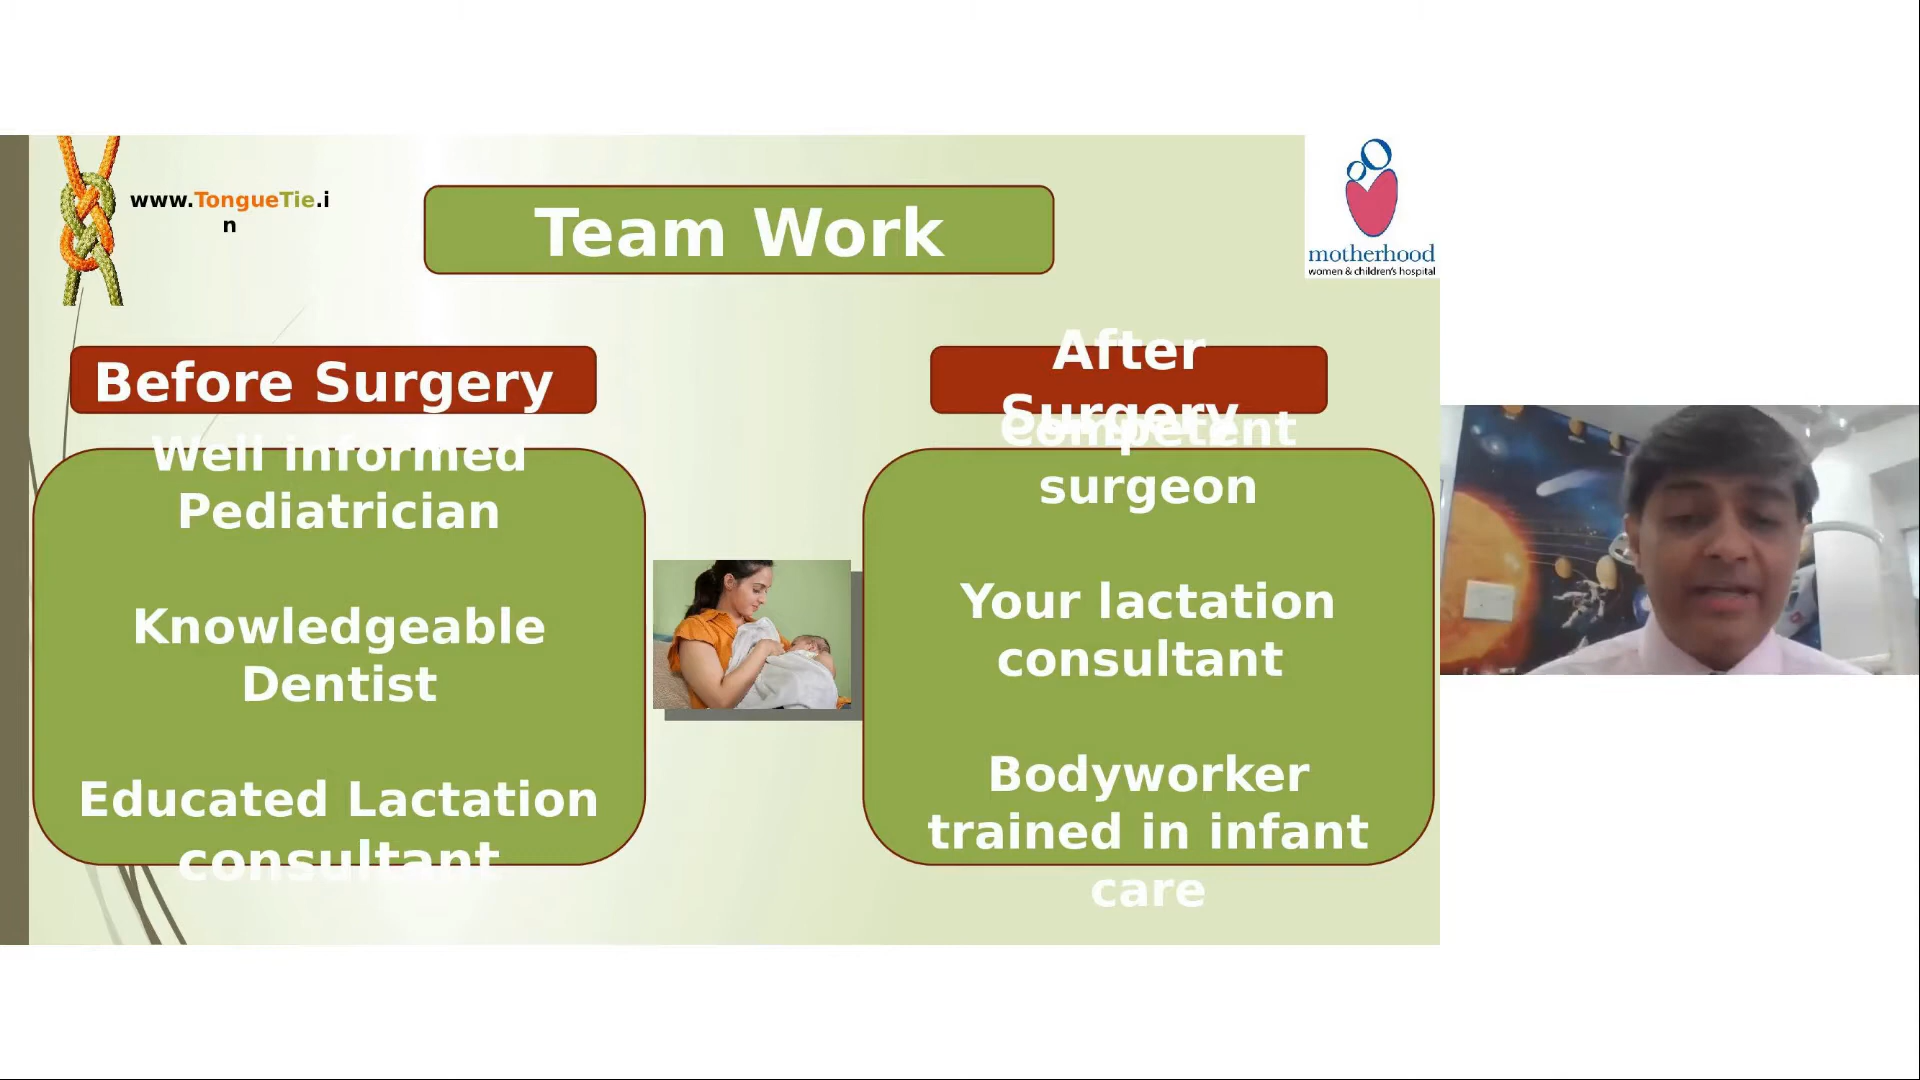 www.TongueTie.i
n
Team Work
motherhood
women & children's hospital
Before Surgery
Well informed
Pediatrician
Knowledgeable
Dentist
Educated Lactation
consultant
After
Surgery
Competent
surgeon
Your lactation
consultant
Bodyworker
trained in infant
care